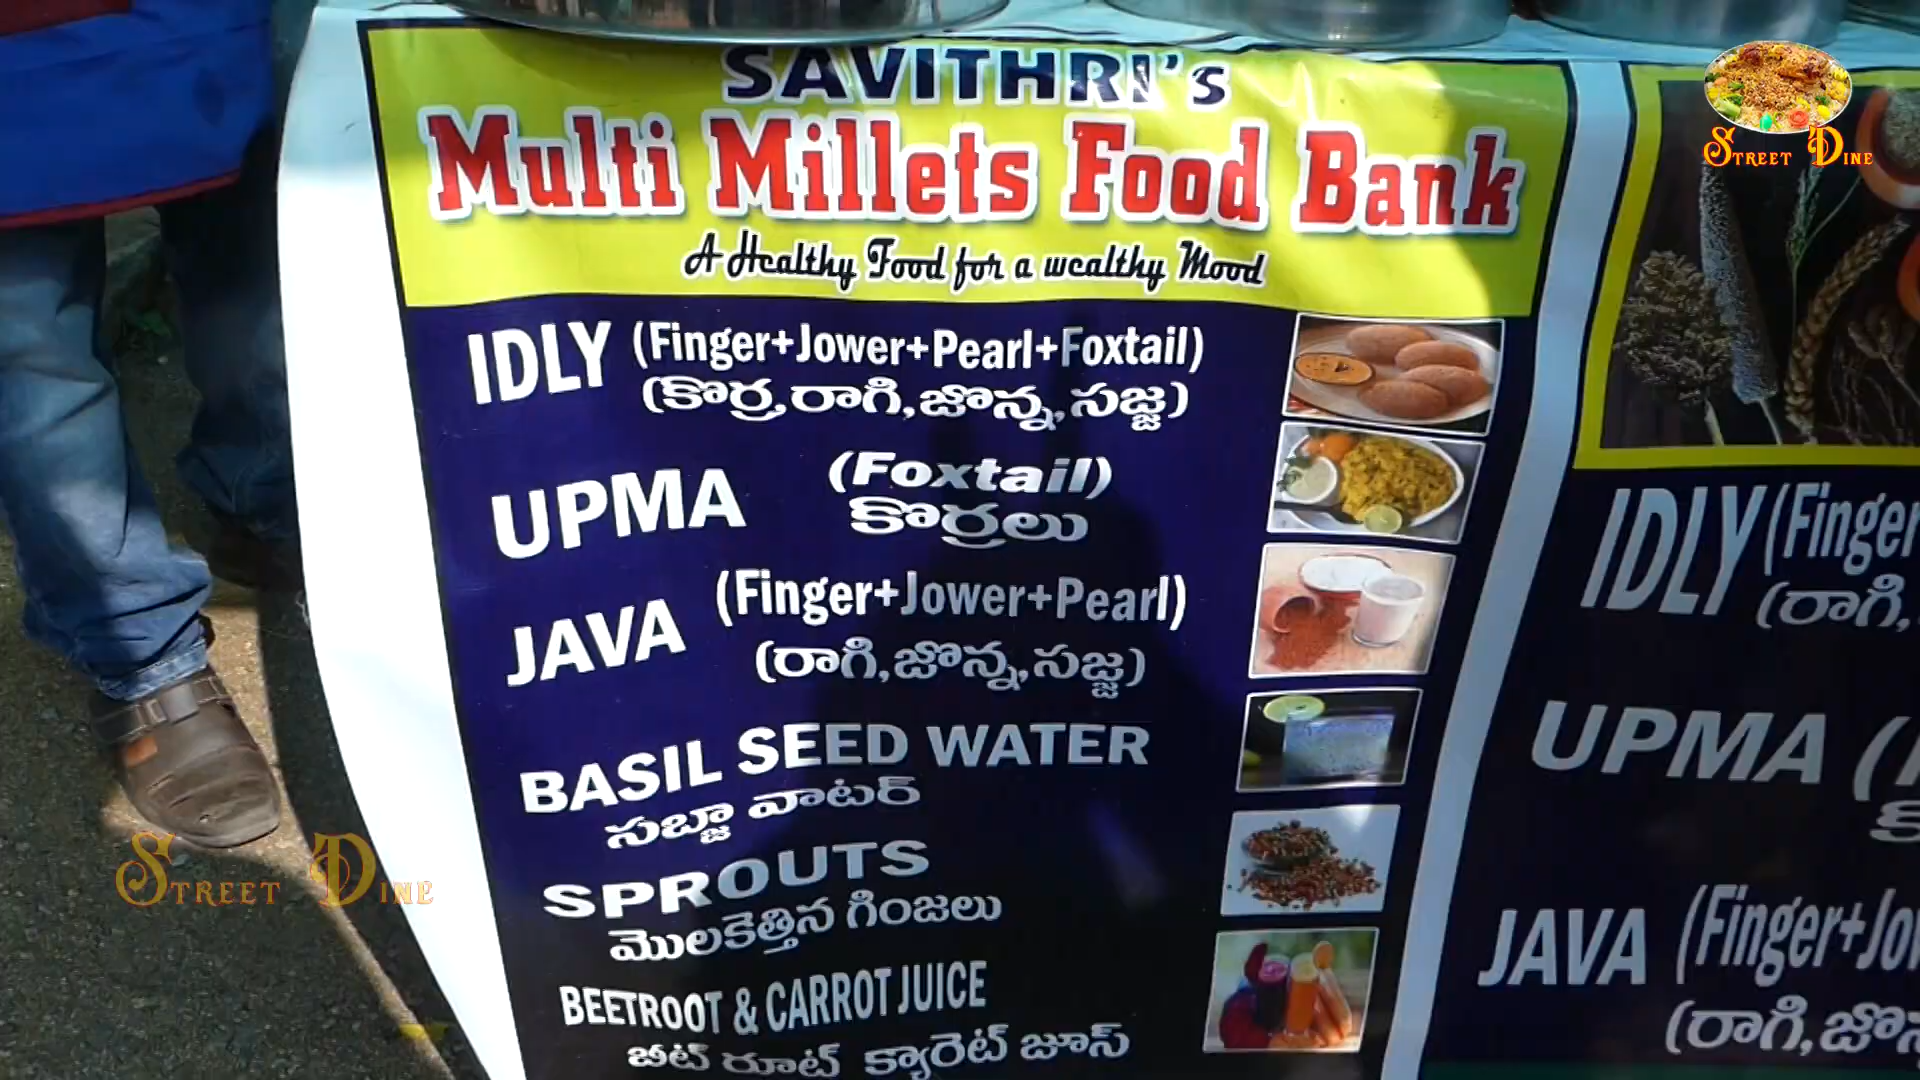 SAVITHRI's
Multi Millets Food Bank
A Healthy Food for a wealthy Mood
IDLY (Finger+Jower+Pearl+Foxtail)
(కొర్ర,రాగి,జొన్న,సజ్జ)
UPMA (Foxtail)
కొర్రలు
JAVA (Finger+Jower+Pearl)
(రాగి,జొన్న,సజ్జ)
BASIL SEED WATER
సబ్జా వాటర్
SPROUTS
మొలకెత్తిన గింజలు
BEETROOT & CARROT JUICE
బీట్ రూట్ క్యారెట్ జూస్
STREET DINE
IDLY (Finger
(రాగి,
UPMA (
JAVA (Finger+Jow
(రాగి,జొన
STREET DINE